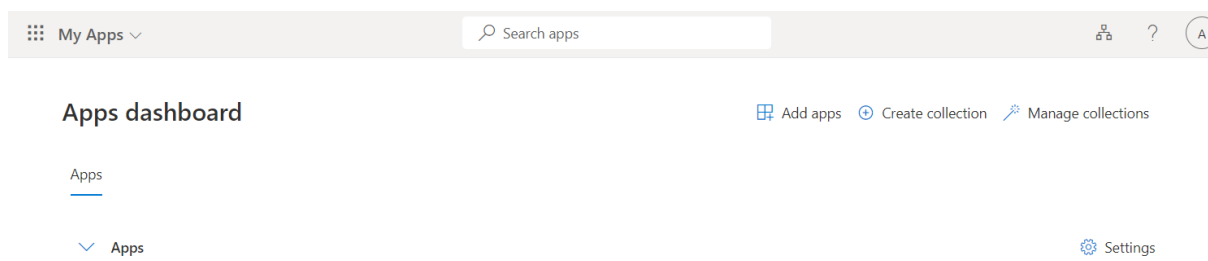 My Apps Search apps ? A
Apps dashboard Add apps Create collection Manage collections
Apps
Apps Settings